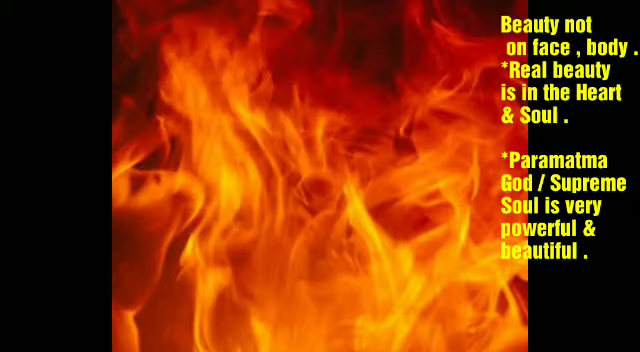 Beauty not
on face , body .
*Real beauty
is in the Heart
& Soul .
*Paramatma
God / Supreme
Soul is very
powerful &
beautiful .